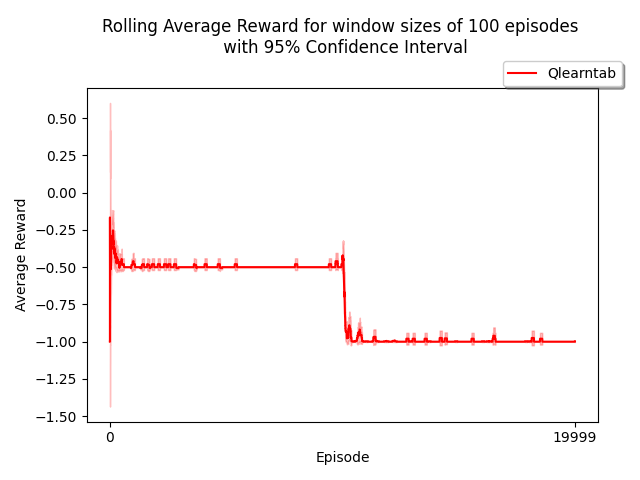 Rolling Average Reward for window sizes of 100 episodes
with 95% Confidence Interval
Qlearntab
0.50
0.25
0.00
−0.25
−0.50
−0.75
−1.00
−1.25
−1.50
Average Reward
0 19999
Episode